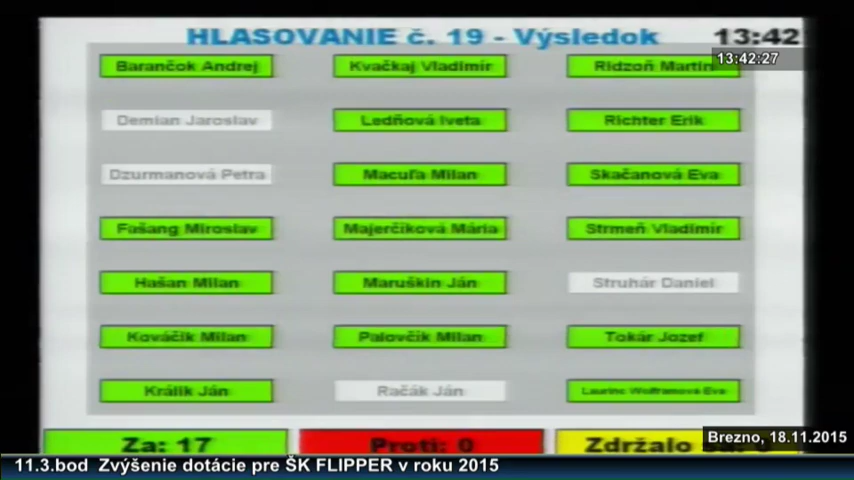 HLASOVANIE č. 19 - Výsledok
13:42
13:42:27
Barančok Andrej
Kvačkaj Vladimír
Ridzoň Martin
Demian Jaroslav
Ledňová Iveta
Richter Erik
Dzurmanová Petra
Macuľa Milan
Skačanová Eva
Fašang Miroslav
Majerčíková Mária
Strmeň Vladimír
Hašan Milan
Maruškin Ján
Struhár Daniel
Kováčik Milan
Palovčik Milan
Tokár Jozef
Králik Ján
Račák Ján
Laurinc Wolframová Eva
Za: 17
Proti: 0
Zdržalo
Brezno, 18.11.2015
11.3.bod Zvýšenie dotácie pre ŠK FLIPPER v roku 2015